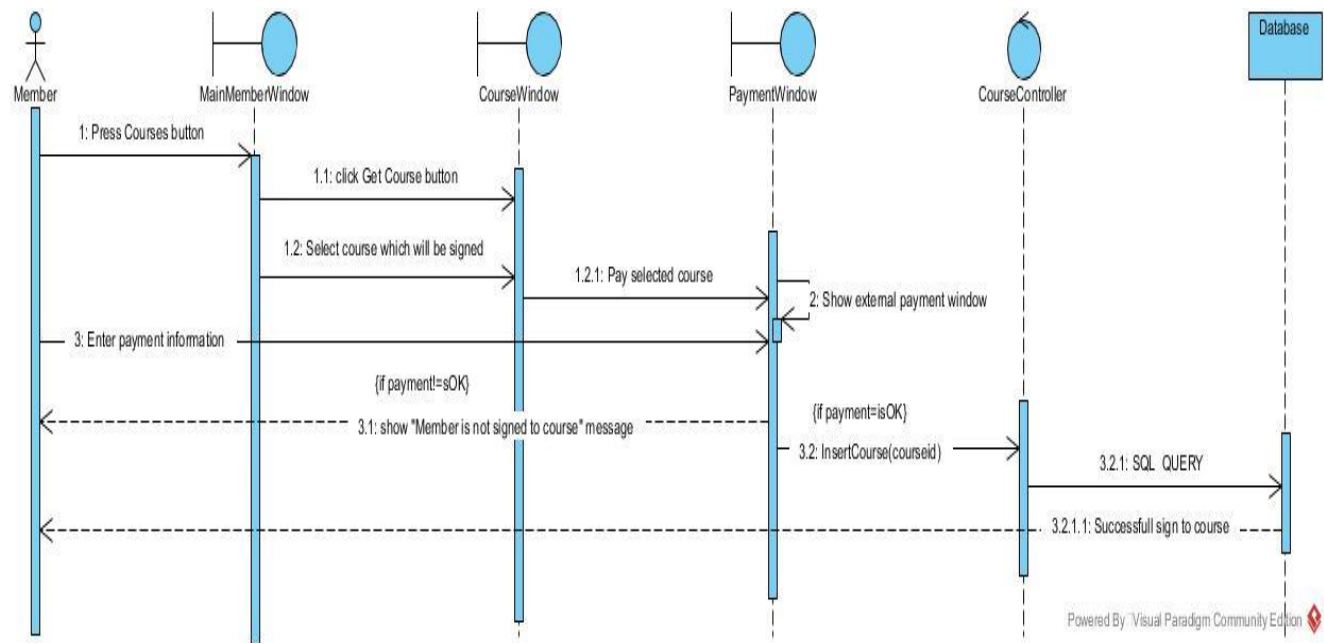 Database
Member
MainMemberWindow
CourseWindow
PaymentWindow
CourseController
1: Press Courses button
1.1: click Get Course button
1.2: Select course which will be signed
1.2.1: Pay selected course
2: Show external payment window
3: Enter payment information
{if payment!=sOK}
3.1: show "Member is not signed to course" message
{if payment=isOK}
3.2: InsertCourse(courseid)
3.2.1: SQL_QUERY
3.2.1.1: Successfull sign to course
Powered By Visual Paradigm Community Edition